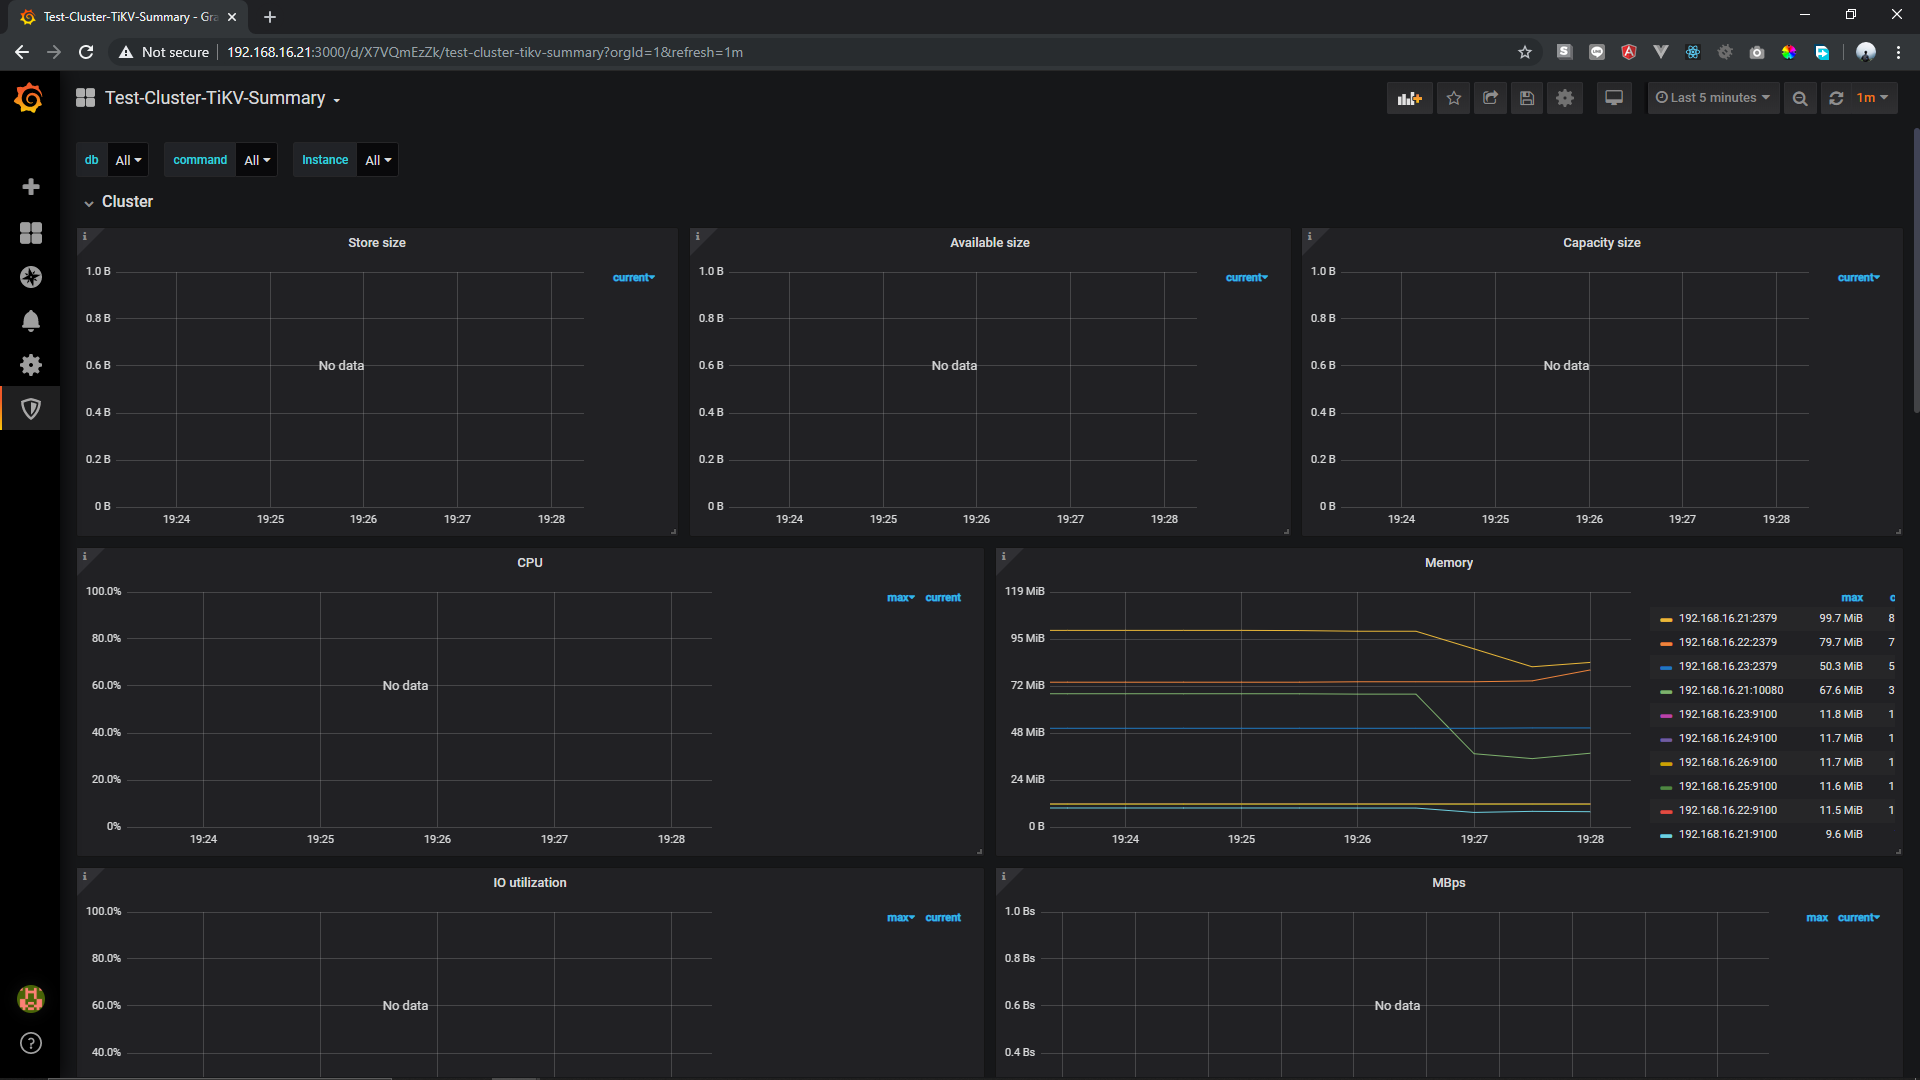 Test-Cluster-TiKV-Summary - Gra
Not secure
192.168.16.21:3000/d/X7VQmEzZk/test-cluster-tikv-summary?orgId=1&refresh=1m
Test-Cluster-TiKV-Summary
Last 5 minutes
1m
db All
command All
Instance All
Cluster
Store size
current
1.0 B
0.8 B
0.6 B
0.4 B
0.2 B
0 B
No data
19:24 19:25 19:26 19:27 19:28
Available size
current
1.0 B
0.8 B
0.6 B
0.4 B
0.2 B
0 B
No data
19:24 19:25 19:26 19:27 19:28
Capacity size
current
1.0 B
0.8 B
0.6 B
0.4 B
0.2 B
0 B
No data
19:24 19:25 19:26 19:27 19:28
CPU
max current
100.0%
80.0%
60.0%
40.0%
20.0%
0%
No data
19:24 19:25 19:26 19:27 19:28
Memory
119 MiB
95 MiB
72 MiB
48 MiB
24 MiB
0 B
19:24 19:25 19:26 19:27 19:28
max c
192.168.16.21:2379 99.7 MiB 8
192.168.16.22:2379 79.7 MiB 7
192.168.16.23:2379 50.3 MiB 5
192.168.16.21:10080 67.6 MiB 3
192.168.16.23:9100 11.8 MiB 1
192.168.16.24:9100 11.7 MiB 1
192.168.16.26:9100 11.7 MiB 1
192.168.16.25:9100 11.6 MiB 1
192.168.16.22:9100 11.5 MiB 1
192.168.16.21:9100 9.6 MiB
IO utilization
max current
100.0%
80.0%
60.0%
40.0%
No data
MBps
max current
1.0 Bs
0.8 Bs
0.6 Bs
0.4 Bs
No data